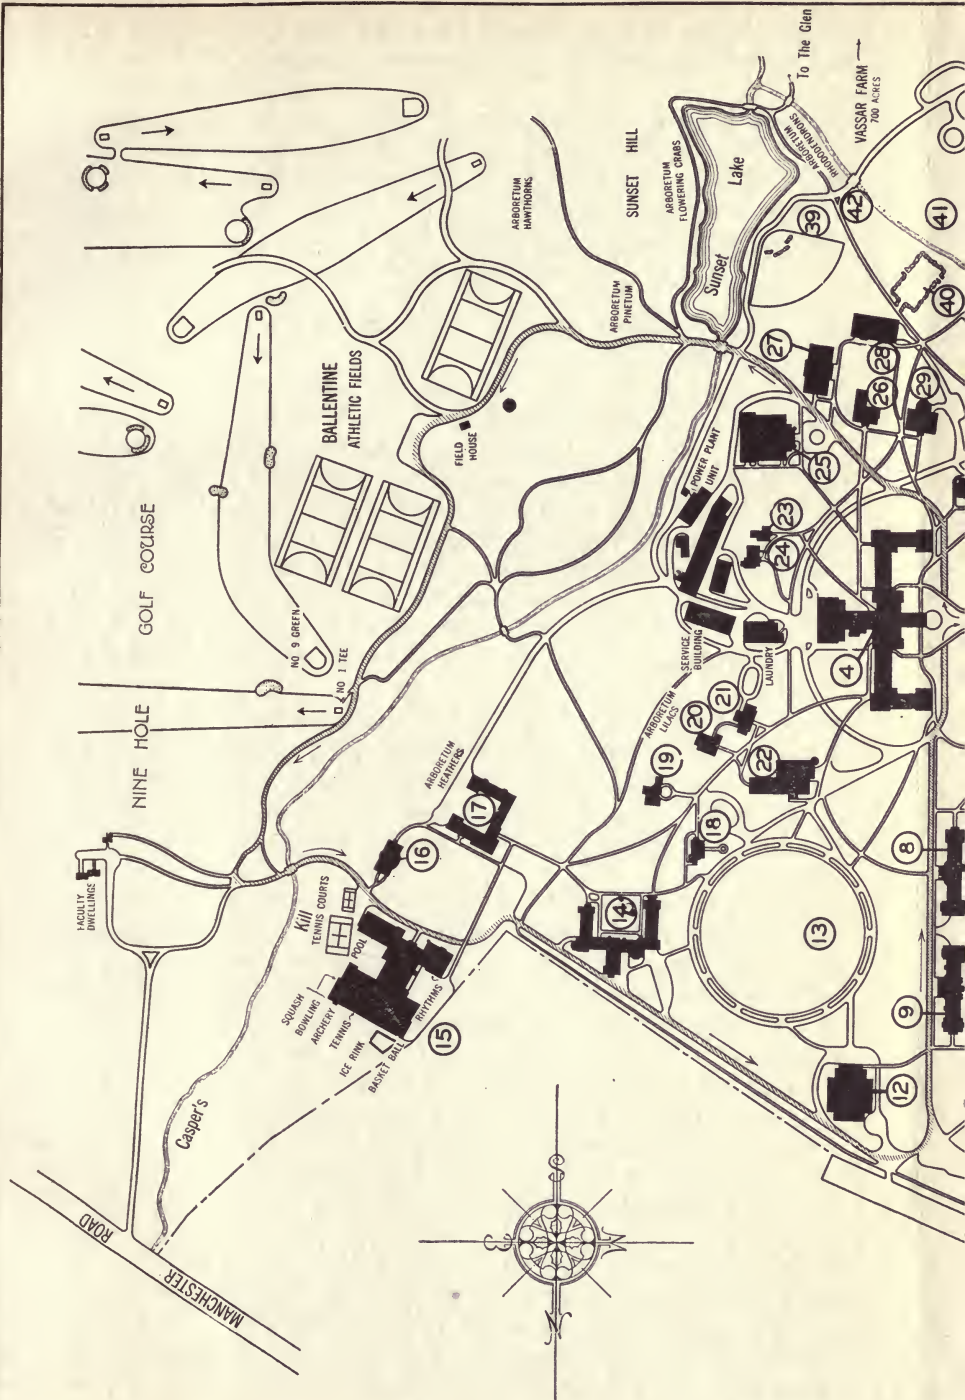 NINE HOLE GOLF COURSE
NO 9 GREEN
NO 1 TEE
BALLENTINE
ATHLETIC FIELDS
FIELD
HOUSE
ARBORETUM
HAWTHORNS
ARBORETUM
PINETUM
SUNSET HILL
ARBORETUM
FLOWERING CRABS
Sunset Lake
ARBORETUM
RHODODENDRONS
To The Glen
VASSAR FARM
700 ACRES
FACULTY
DWELLINGS
MANCHESTER ROAD
Casper's Kill
TENNIS COURTS
POOL
SQUASH
BOWLING
ARCHERY
TENNIS
ICE RINK
BASKET BALL
RHYTHMS
15
16
17
ARBORETUM
HEATHERS
ARBORETUM
LILACS
SERVICE
BUILDING
LAUNDRY
POWER PLANT
UNIT
14
18
19
20
21
22
23
24
25
26
27
28
29
39
40
41
42
4
8
9
12
13
N
E
S